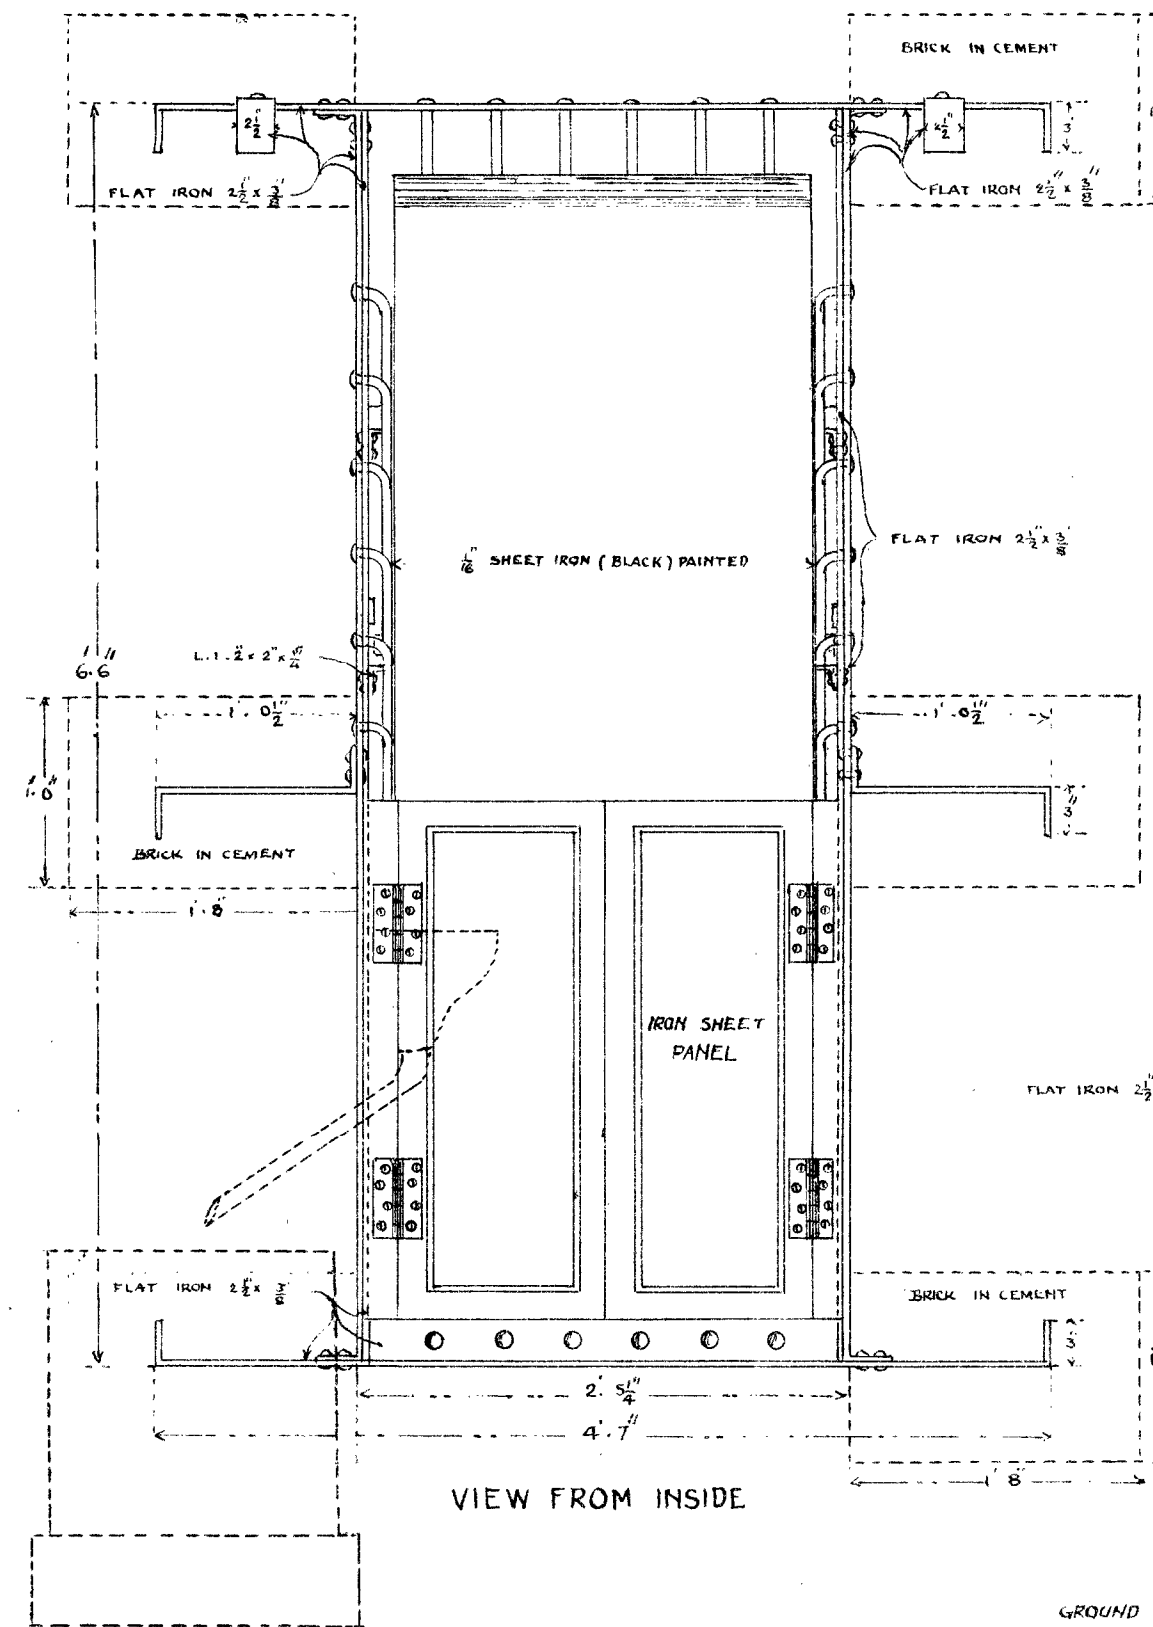 BRICK IN CEMENT
2½"
2½"
3"
FLAT IRON 2½" x ⅜"
FLAT IRON 2½" x ⅜"
FLAT IRON 2½" x ⅜"
1/16" SHEET IRON (BLACK) PAINTED
6'.6"
L.I. 2" x 2" x ¼"
1'. 0½"
1'. 0½"
1'.0"
3"
BRICK IN CEMENT
1'. 8"
IRON SHEET
PANEL
FLAT IRON 2½"
FLAT IRON 2½" x ⅜"
BRICK IN CEMENT
3"
2'. 5¼"
4'. 7"
1' 8"
VIEW FROM INSIDE
GROUND